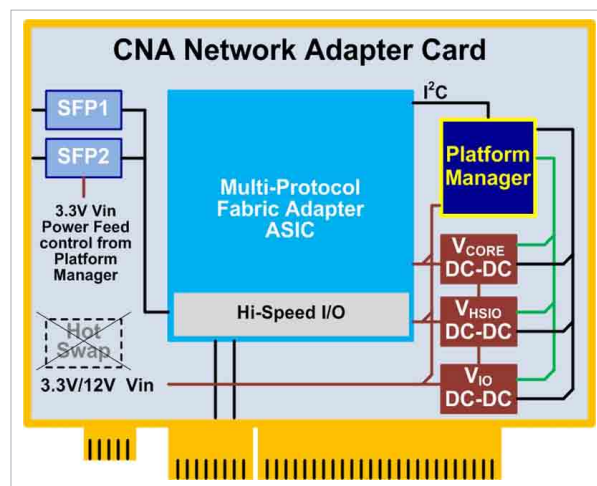 CNA Network Adapter Card
SFP1
SFP2
3.3V Vin
Power Feed
control from
Platform
Manager
Hot
Swap
3.3V/12V Vin
Multi-Protocol
Fabric Adapter
ASIC
Hi-Speed I/O
I²C
Platform
Manager
VCORE
DC-DC
VHSIO
DC-DC
VIO
DC-DC